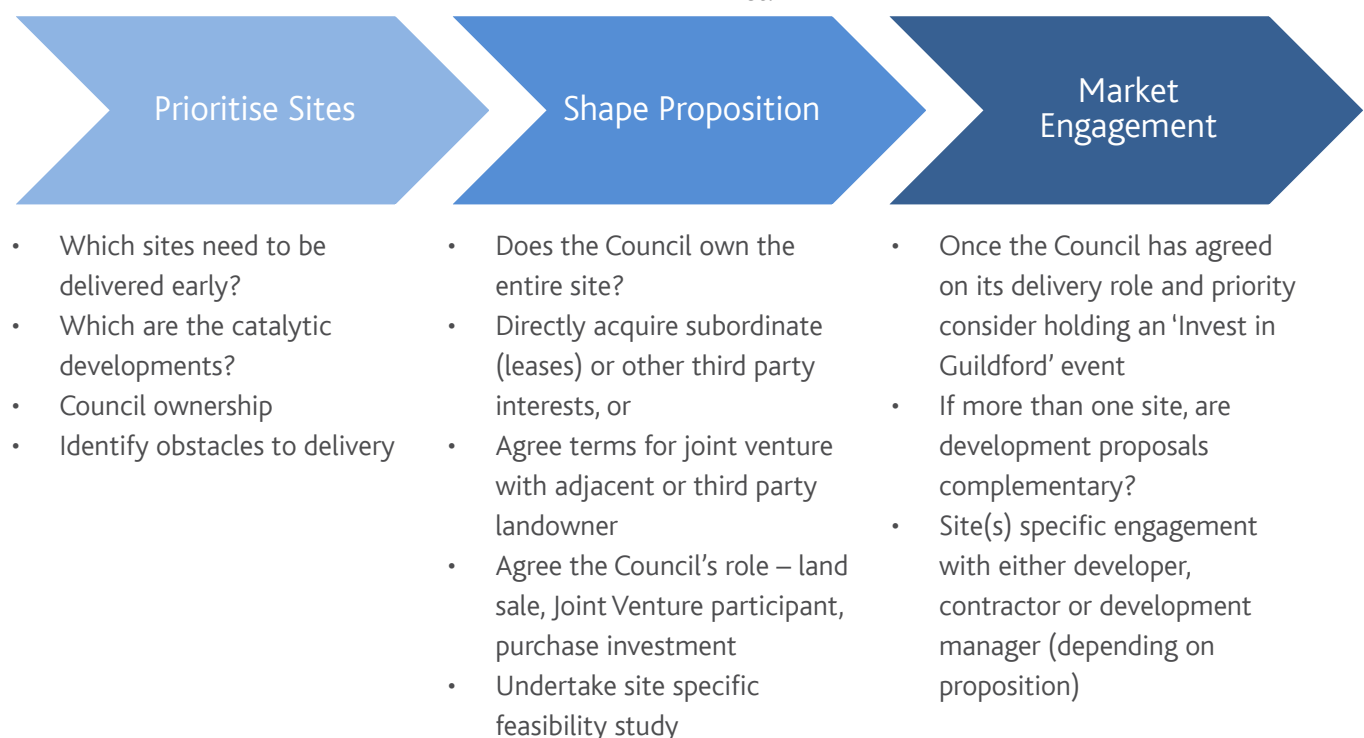 Prioritise Sites
• Which sites need to be
delivered early?
• Which are the catalytic
developments?
• Council ownership
• Identify obstacles to delivery
Shape Proposition
• Does the Council own the
entire site?
• Directly acquire subordinate
(leases) or other third party
interests, or
• Agree terms for joint venture
with adjacent or third party
landowner
• Agree the Council’s role – land
sale, Joint Venture participant,
purchase investment
• Undertake site specific
feasibility study
Market
Engagement
• Once the Council has agreed
on its delivery role and priority
consider holding an ‘Invest in
Guildford’ event
• If more than one site, are
development proposals
complementary?
• Site(s) specific engagement
with either developer,
contractor or development
manager (depending on
proposition)